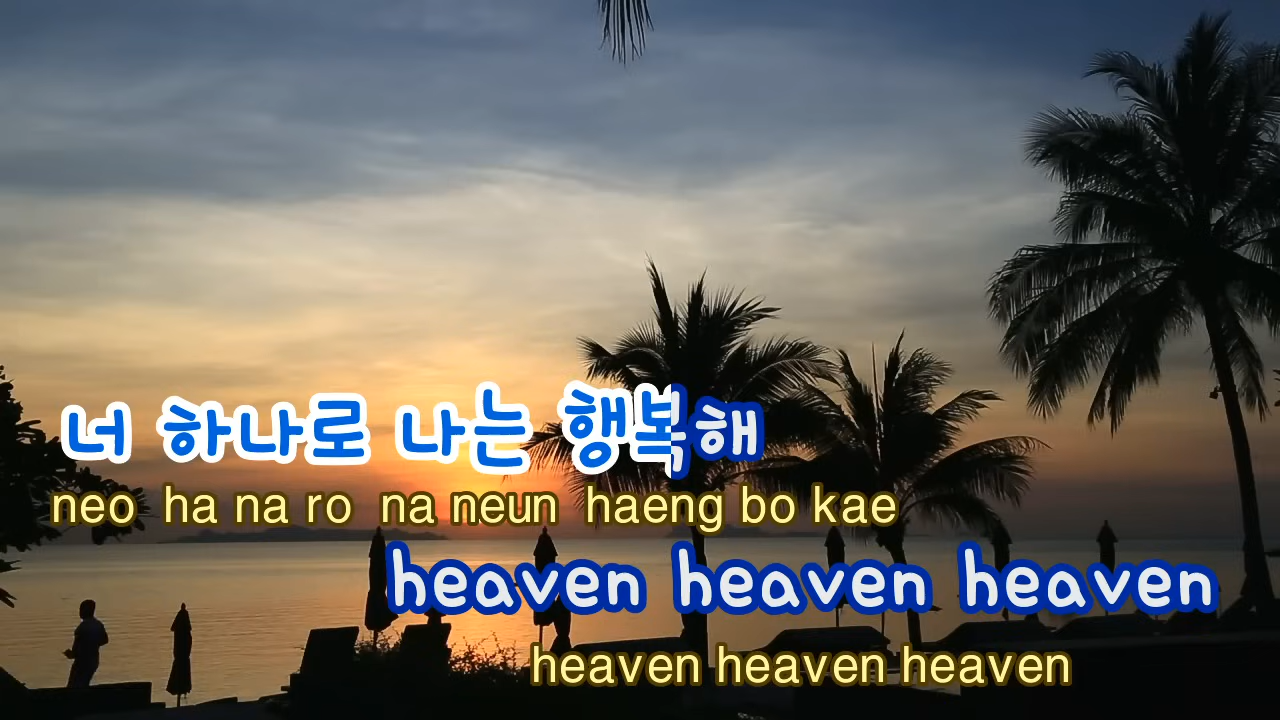 너 하나로 나는 행복해
neo ha na ro na neun haeng bo kae
heaven heaven heaven
heaven heaven heaven